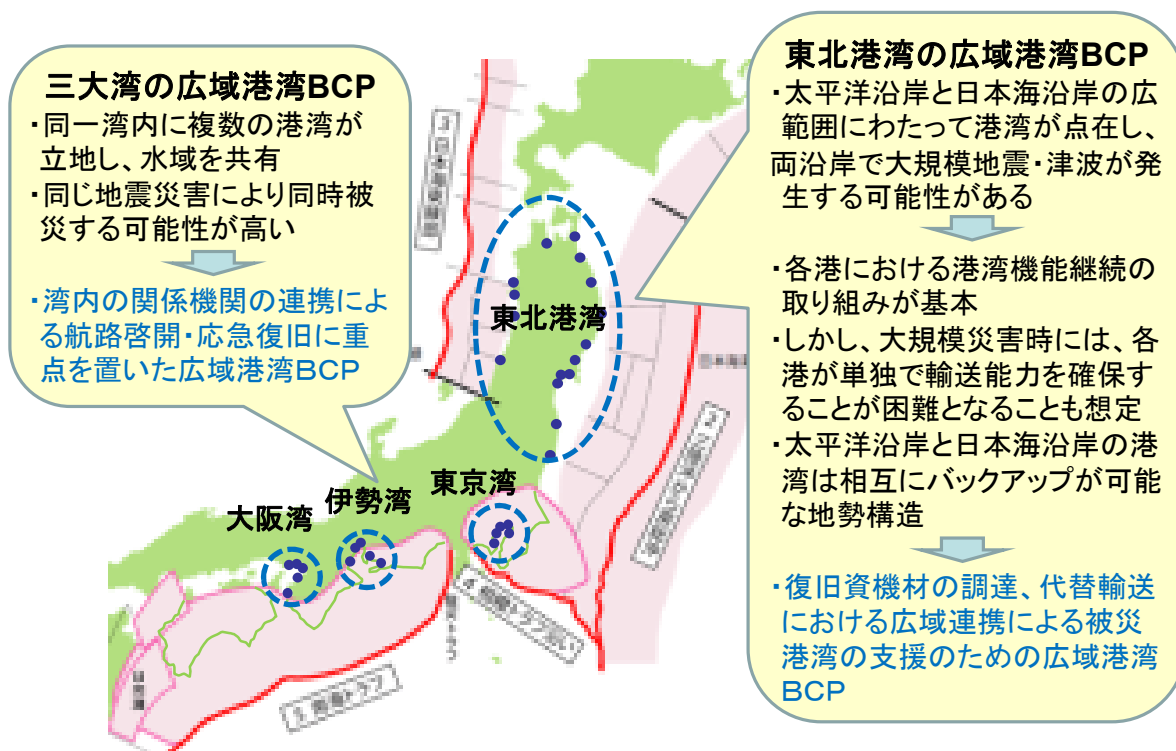 三大湾の広域港湾BCP
・同一湾内に複数の港湾が
立地し、水域を共有
・同じ地震災害により同時被
災する可能性が高い
・湾内の関係機関の連携によ
る航路啓開・応急復旧に重
点を置いた広域港湾BCP
東北港湾の広域港湾BCP
・太平洋沿岸と日本海沿岸の広
範囲にわたって港湾が点在し、
両沿岸で大規模地震・津波が発
生する可能性がある
・各港における港湾機能継続の
取り組みが基本
・しかし、大規模災害時には、各
港が単独で輸送能力を確保す
ることが困難となることも想定
・太平洋沿岸と日本海沿岸の港
湾は相互にバックアップが可能
な地勢構造
・復旧資機材の調達、代替輸送
における広域連携による被災
港湾の支援のための広域港湾
BCP
東北港湾
東京湾
伊勢湾
大阪湾